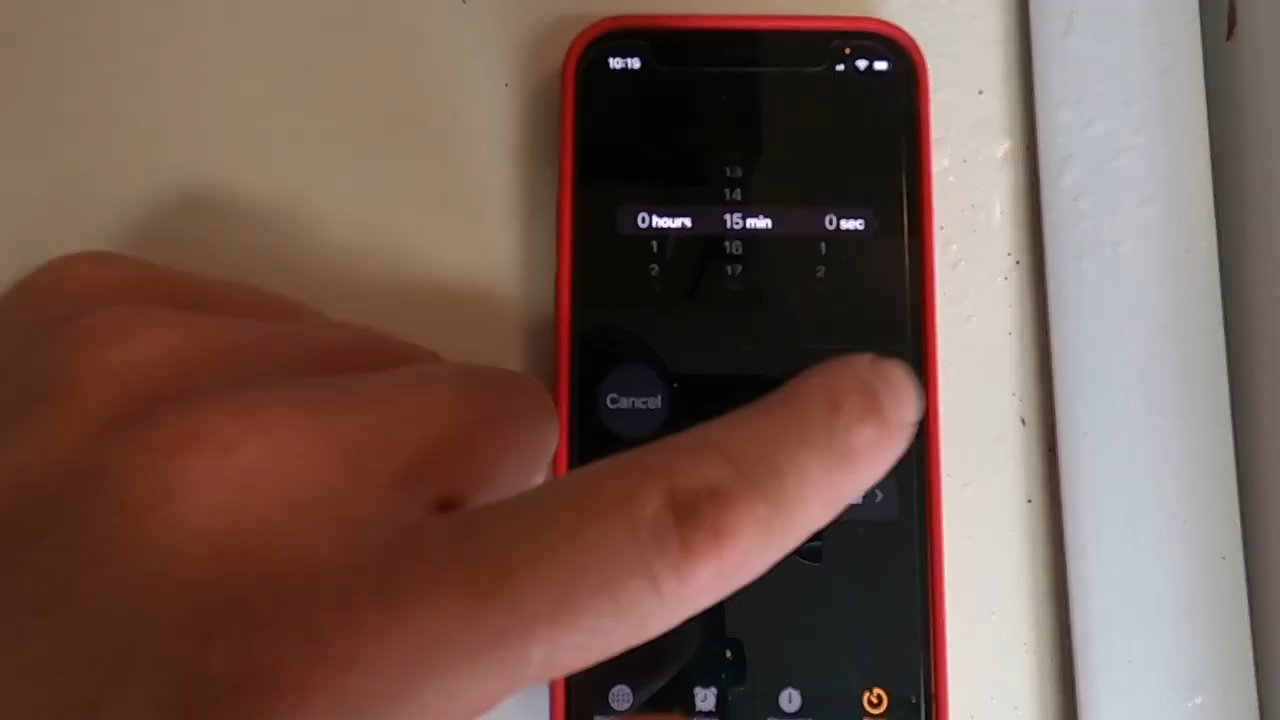 10:19
13
14
0 hours 15 min 0 sec
1 16 1
2 17 2
Cancel